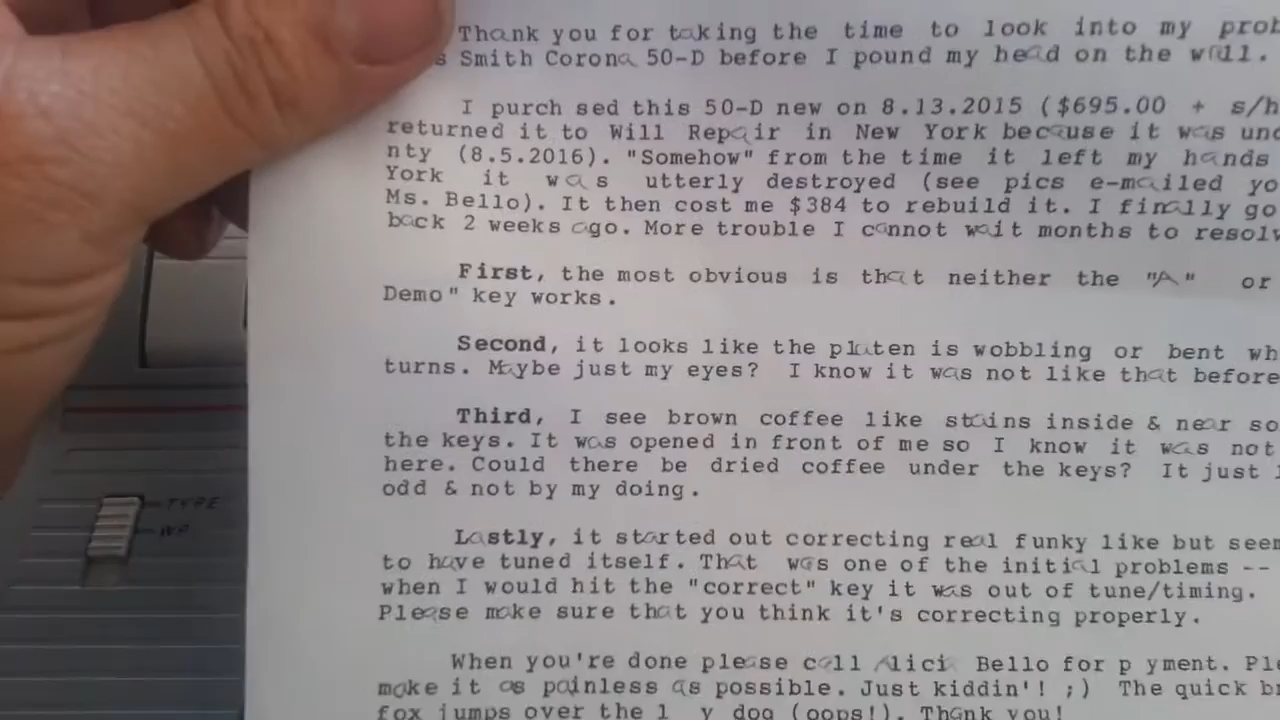 Thank you for taking the time to look into my prob
s Smith Corona 50-D before I pound my head on the wall.
I purch sed this 50-D new on 8.13.2015 ($695.00 + s/h
returned it to Will Repair in New York because it was und
nty (8.5.2016). "Somehow" from the time it left my hands
York it was utterly destroyed (see pics e-mailed yo
Ms. Bello). It then cost me $384 to rebuild it. I finally go
back 2 weeks ago. More trouble I cannot wait months to resolv
First, the most obvious is that neither the "A" or
Demo" key works.
Second, it looks like the platen is wobbling or bent wh
turns. Maybe just my eyes? I know it was not like that before
Third, I see brown coffee like stains inside & near so
the keys. It was opened in front of me so I know it was not
here. Could there be dried coffee under the keys? It just l
odd & not by my doing.
Lastly, it started out correcting real funky like but seem
to have tuned itself. That was one of the initial problems --
when I would hit the "correct" key it was out of tune/timing.
Please make sure that you think it's correcting properly.
When you're done please call Alici Bello for p yment. Ple
make it as painless as possible. Just kiddin'! ;) The quick br
fox jumps over the l y dog (oops!). Thank you!
TYPE
WP